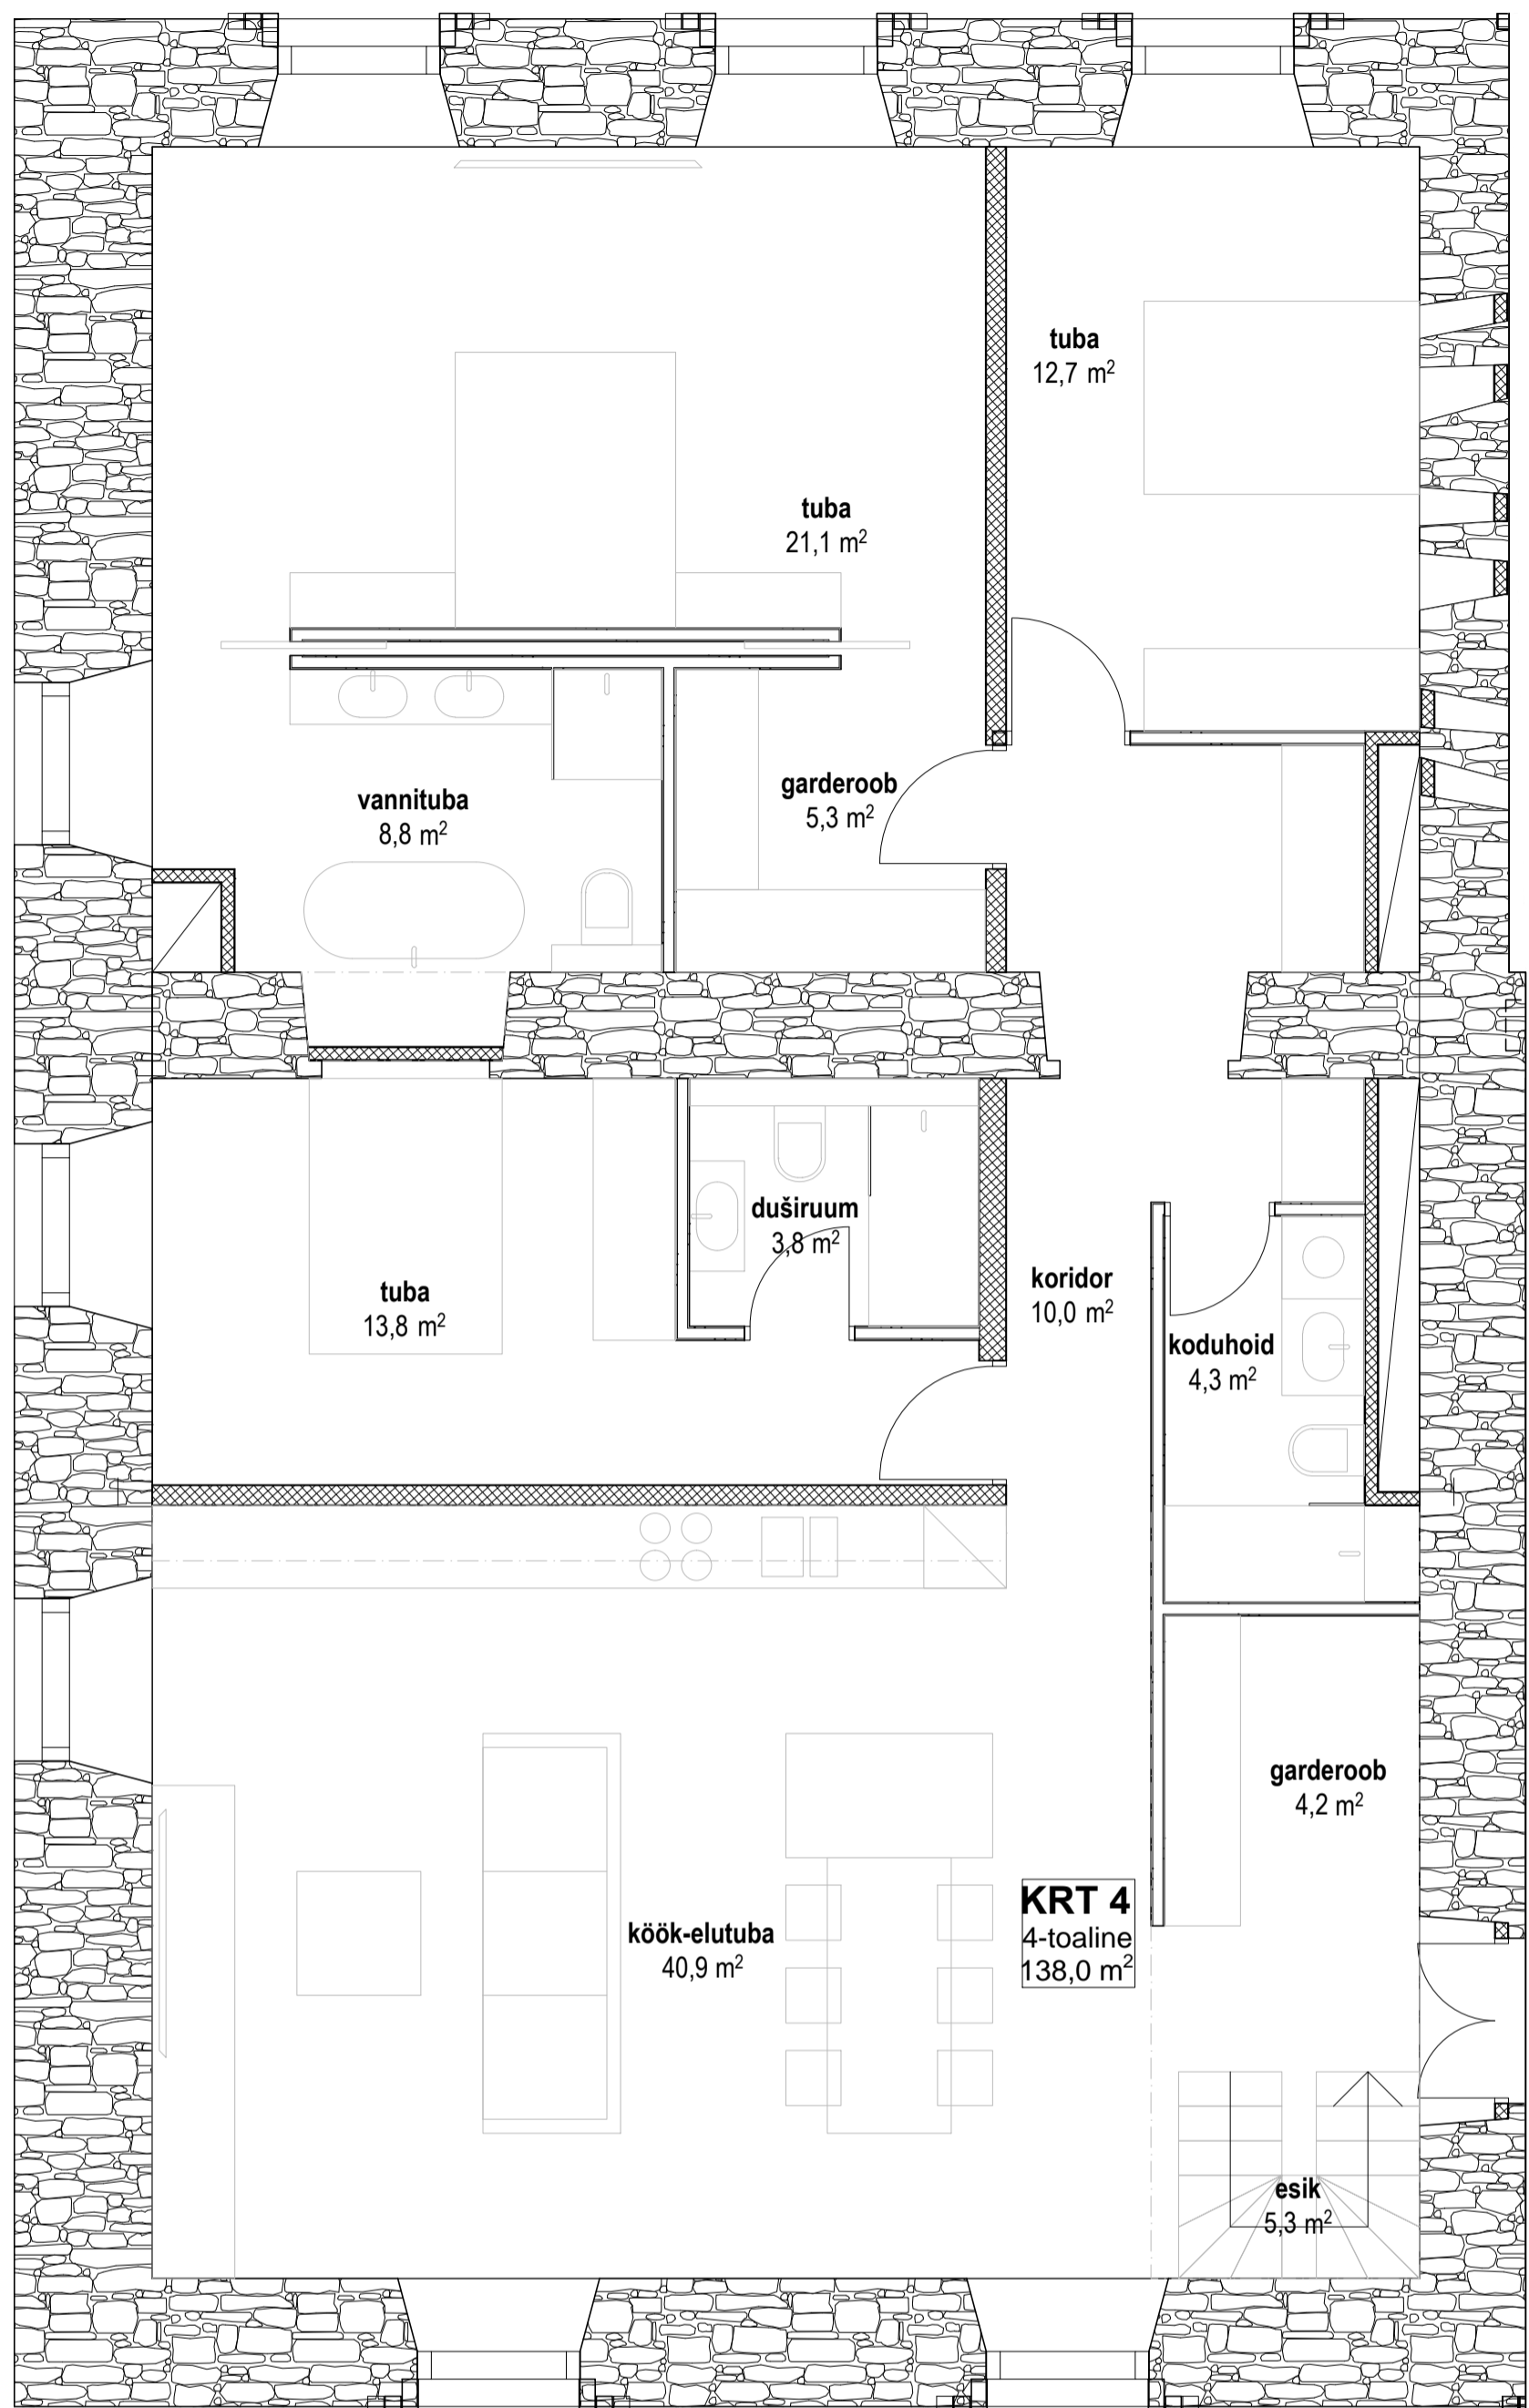 tuba
12,7 m²
tuba
21,1 m²
vannituba
8,8 m²
garderoob
5,3 m²
duširuum
3,8 m²
tuba
13,8 m²
koridor
10,0 m²
koduhoid
4,3 m²
garderoob
4,2 m²
köök-elutuba
40,9 m²
KRT 4
4-toaline
138,0 m²
esik
5,3 m²